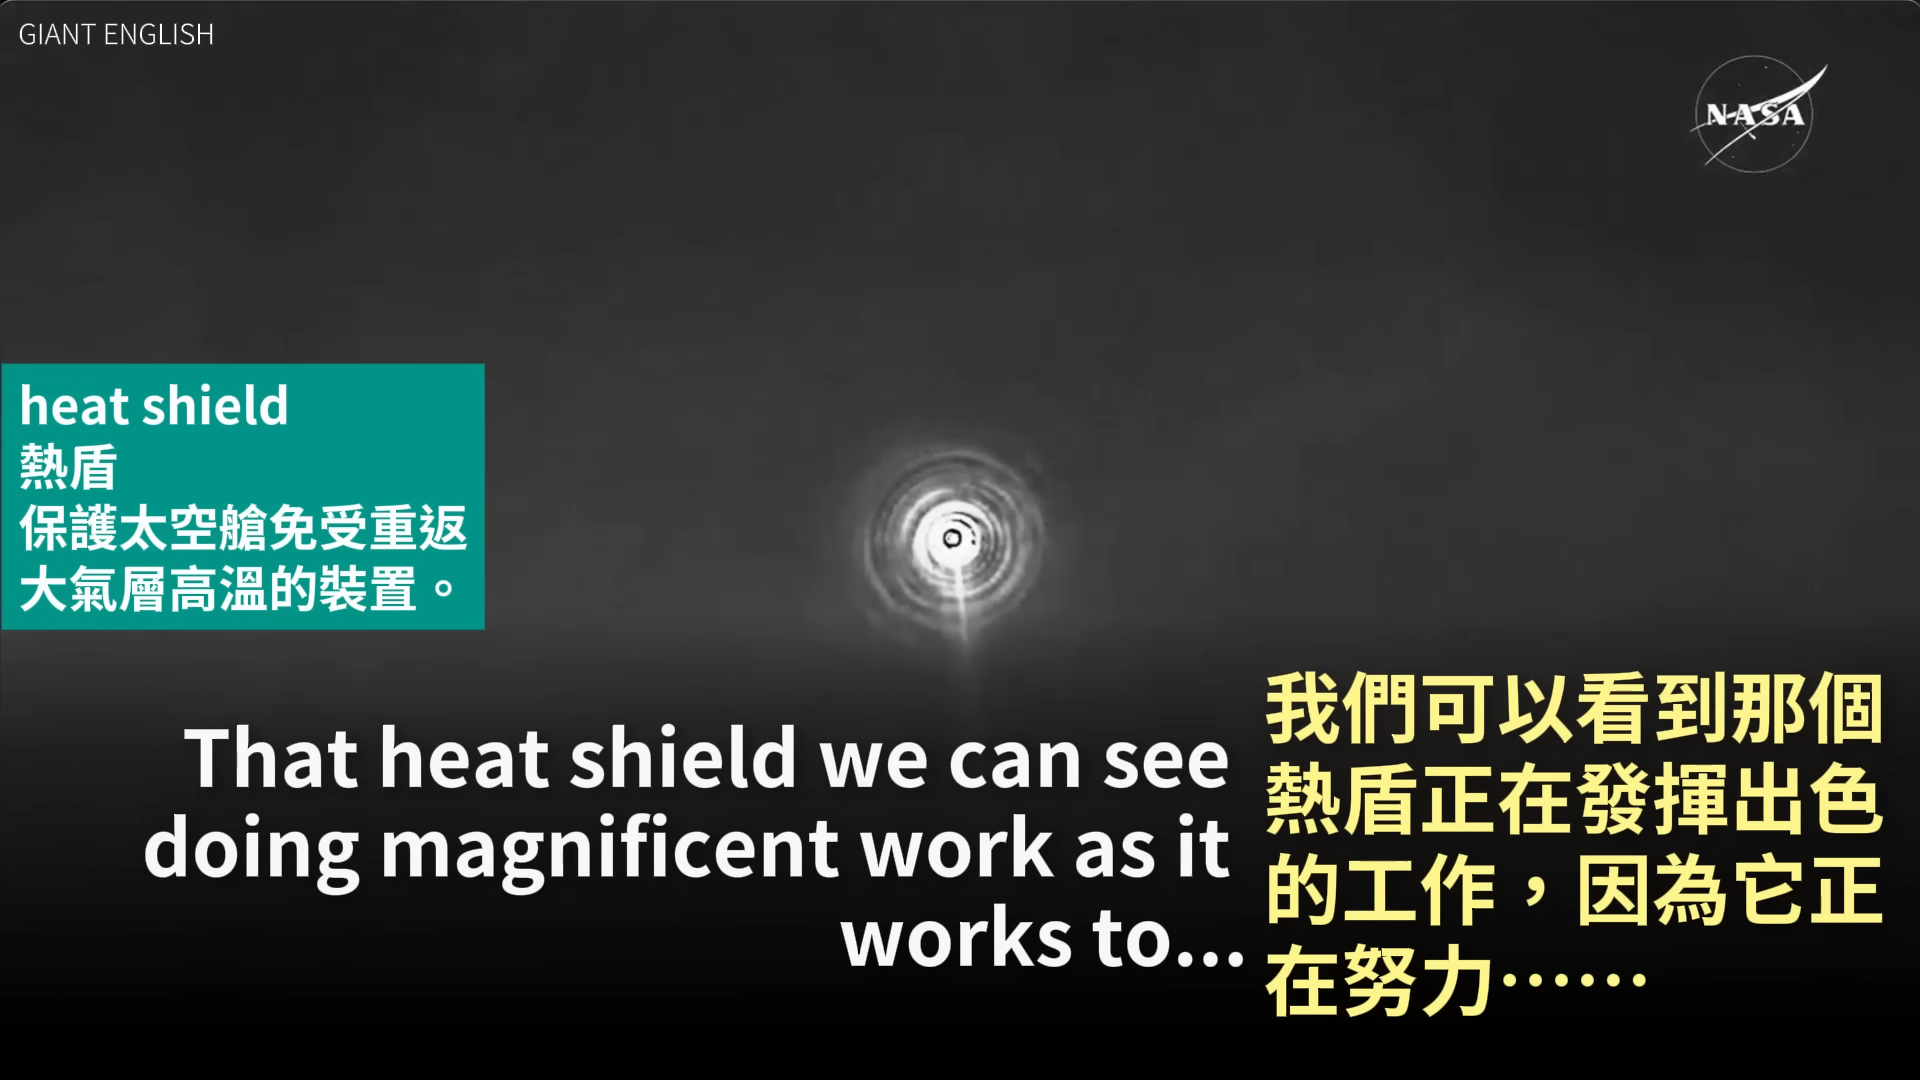 GIANT ENGLISH
NASA
heat shield
熱盾
保護太空艙免受重返
大氣層高溫的裝置。
That heat shield we can see
doing magnificent work as it
works to...
我們可以看到那個
熱盾正在發揮出色
的工作，因為它正
在努力……